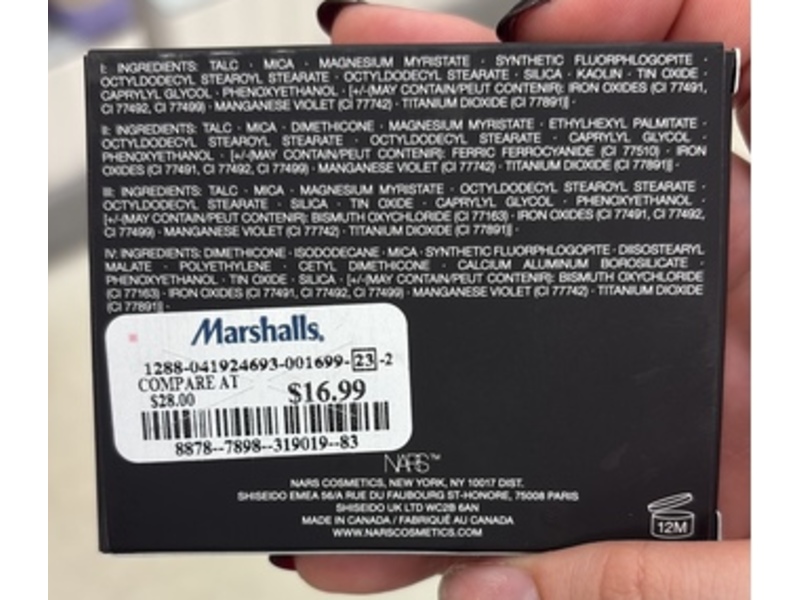 I: INGREDIENTS: TALC · MICA · MAGNESIUM MYRISTATE · SYNTHETIC FLUORPHLOGOPITE ·
OCTYLDODECYL STEAROYL STEARATE · OCTYLDODECYL STEARATE · SILICA · KAOLIN · TIN OXIDE ·
CAPRYLYL GLYCOL · PHENOXYETHANOL · [+/-(MAY CONTAIN/PEUT CONTENIR): IRON OXIDES (CI 77491,
CI 77492, CI 77499) · MANGANESE VIOLET (CI 77742) · TITANIUM DIOXIDE (CI 77891)] ·
II: INGREDIENTS: TALC · MICA · DIMETHICONE · MAGNESIUM MYRISTATE · ETHYLHEXYL PALMITATE ·
OCTYLDODECYL STEAROYL STEARATE · OCTYLDODECYL STEARATE · CAPRYLYL GLYCOL ·
PHENOXYETHANOL · [+/-(MAY CONTAIN/PEUT CONTENIR): FERRIC FERROCYANIDE (CI 77510) · IRON
OXIDES (CI 77491, CI 77492, CI 77499) · MANGANESE VIOLET (CI 77742) · TITANIUM DIOXIDE (CI 77891)] ·
III: INGREDIENTS: TALC · MICA · MAGNESIUM MYRISTATE · OCTYLDODECYL STEAROYL STEARATE ·
OCTYLDODECYL STEARATE · SILICA · TIN OXIDE · CAPRYLYL GLYCOL · PHENOXYETHANOL ·
[+/-(MAY CONTAIN/PEUT CONTENIR): BISMUTH OXYCHLORIDE (CI 77163) · IRON OXIDES (CI 77491, CI 77492,
CI 77499) · MANGANESE VIOLET (CI 77742) · TITANIUM DIOXIDE (CI 77891)] ·
IV: INGREDIENTS: DIMETHICONE · ISODODECANE · MICA · SYNTHETIC FLUORPHLOGOPITE · DIISOSTEARYL
MALATE · POLYETHYLENE · CETYL DIMETHICONE · CALCIUM ALUMINUM BOROSILICATE ·
PHENOXYETHANOL · TIN OXIDE · SILICA · [+/-(MAY CONTAIN/PEUT CONTENIR): BISMUTH OXYCHLORIDE
(CI 77163) · IRON OXIDES (CI 77491, CI 77492, CI 77499) · MANGANESE VIOLET (CI 77742) · TITANIUM DIOXIDE
(CI 77891)] ·
Marshalls.
1288-041924693-001699-23-2
COMPARE AT
$28.00 $16.99
8878--7898--319019--83
NARS™
NARS COSMETICS, NEW YORK, NY 10017 DIST.
SHISEIDO EMEA 56/A RUE DU FAUBOURG ST-HONORE, 75008 PARIS
SHISEIDO UK LTD WC2B 6AN
MADE IN CANADA / FABRIQUÉ AU CANADA
WWW.NARSCOSMETICS.COM
12M